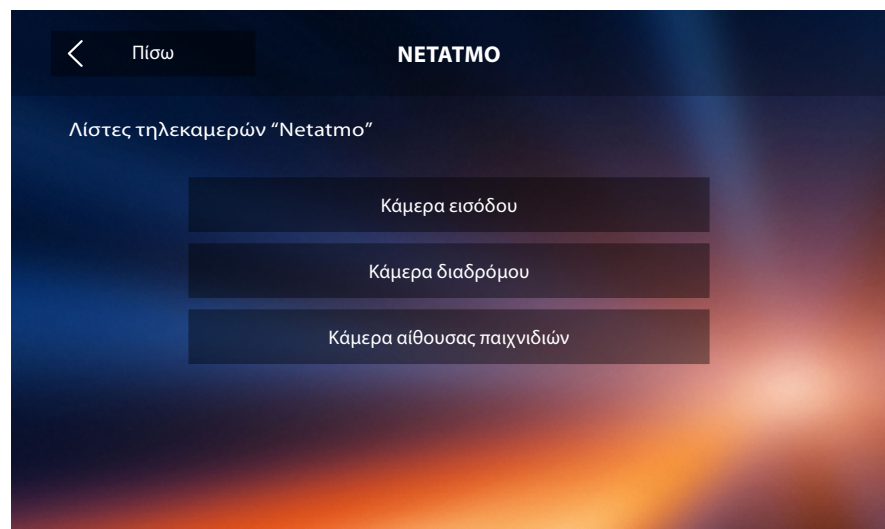 Πίσω
NETATMO
Λίστες τηλεκαμερών “Netatmo”
Κάμερα εισόδου
Κάμερα διαδρόμου
Κάμερα αίθουσας παιχνιδιών